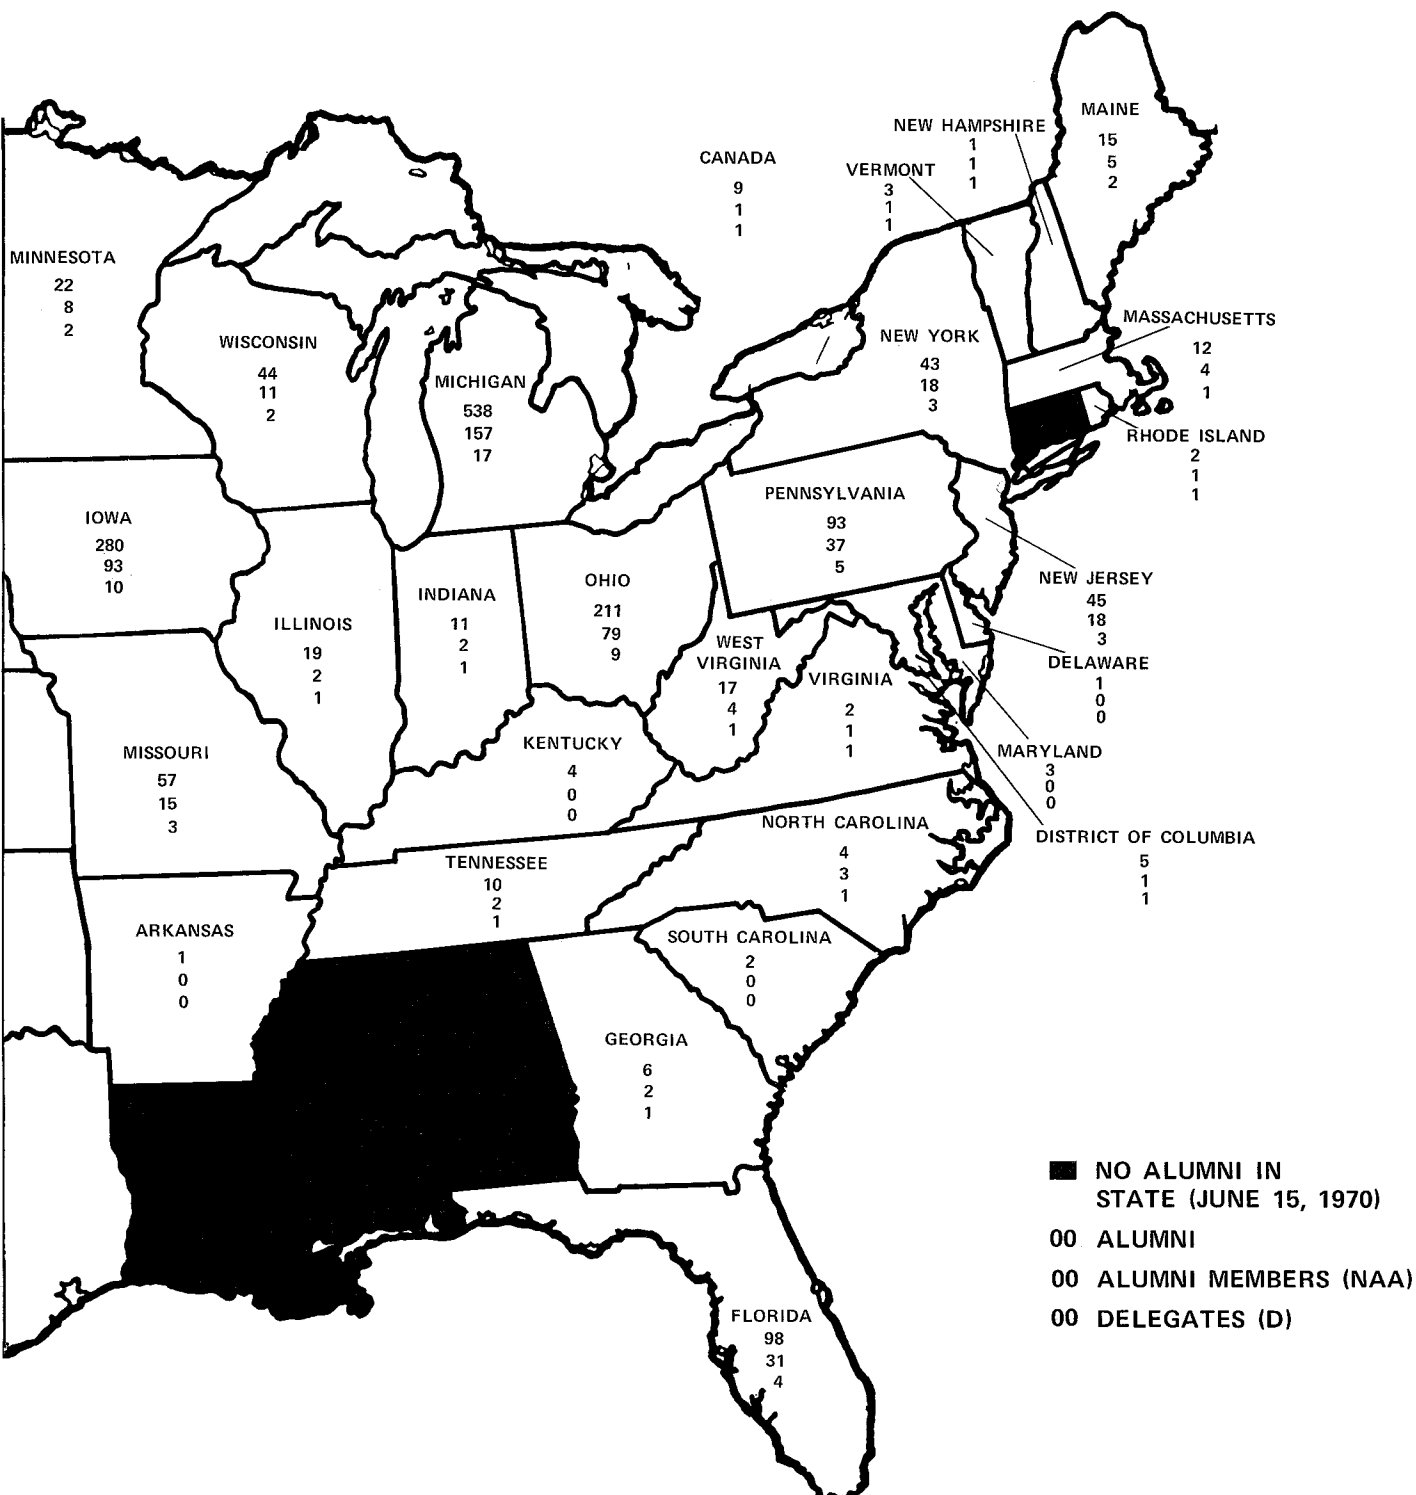 MAINE
15
5
2
NEW HAMPSHIRE
1
1
1
VERMONT
3
1
1
CANADA
9
1
1
MINNESOTA
22
8
2
WISCONSIN
44
11
2
MICHIGAN
538
157
17
NEW YORK
43
18
3
MASSACHUSETTS
12
4
1
RHODE ISLAND
2
1
1
PENNSYLVANIA
93
37
5
IOWA
280
93
10
ILLINOIS
19
2
1
INDIANA
11
2
1
OHIO
211
79
9
NEW JERSEY
45
18
3
DELAWARE
1
0
0
WEST
VIRGINIA
17
4
1
VIRGINIA
2
1
1
MARYLAND
3
0
0
DISTRICT OF COLUMBIA
5
1
1
MISSOURI
57
15
3
KENTUCKY
4
0
0
NORTH CAROLINA
4
3
1
TENNESSEE
10
2
1
ARKANSAS
1
0
0
SOUTH CAROLINA
2
0
0
GEORGIA
6
2
1
FLORIDA
98
31
4
NO ALUMNI IN
STATE (JUNE 15, 1970)
00 ALUMNI
00 ALUMNI MEMBERS (NAA)
00 DELEGATES (D)